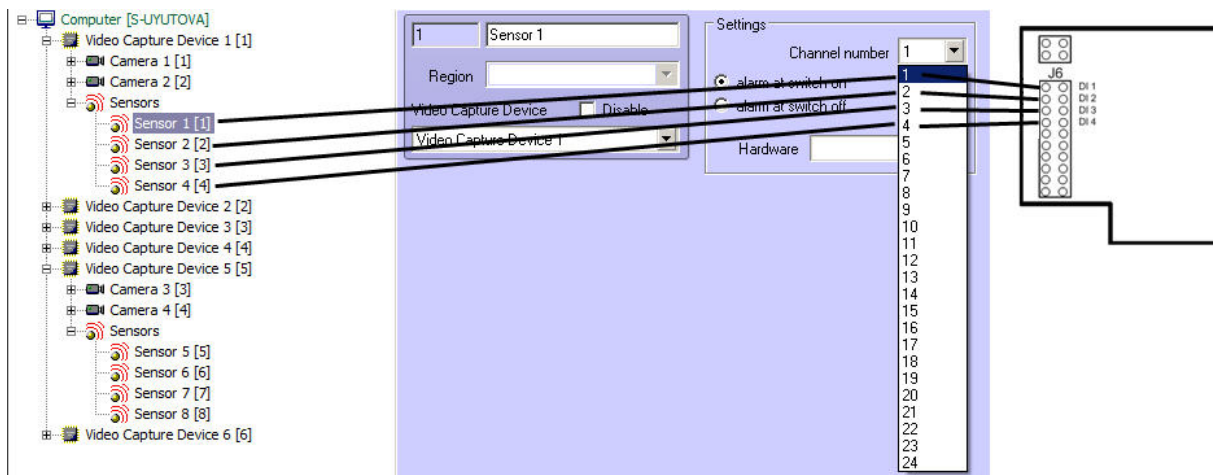 Computer [S-UYUTOVA]
Video Capture Device 1 [1]
Camera 1 [1]
Camera 2 [2]
Sensors
Sensor 1 [1]
Sensor 2 [2]
Sensor 3 [3]
Sensor 4 [4]
Video Capture Device 2 [2]
Video Capture Device 3 [3]
Video Capture Device 4 [4]
Video Capture Device 5 [5]
Camera 3 [3]
Camera 4 [4]
Sensors
Sensor 5 [5]
Sensor 6 [6]
Sensor 7 [7]
Sensor 8 [8]
Video Capture Device 6 [6]
1 Sensor 1
Region
Video Capture Device Disable
Video Capture Device 1
Settings
Channel number 1
alarm at switch on
alarm at switch off
Hardware
1
2
3
4
5
6
7
8
9
10
11
12
13
14
15
16
17
18
19
20
21
22
23
24
J6
DI 1
DI 2
DI 3
DI 4